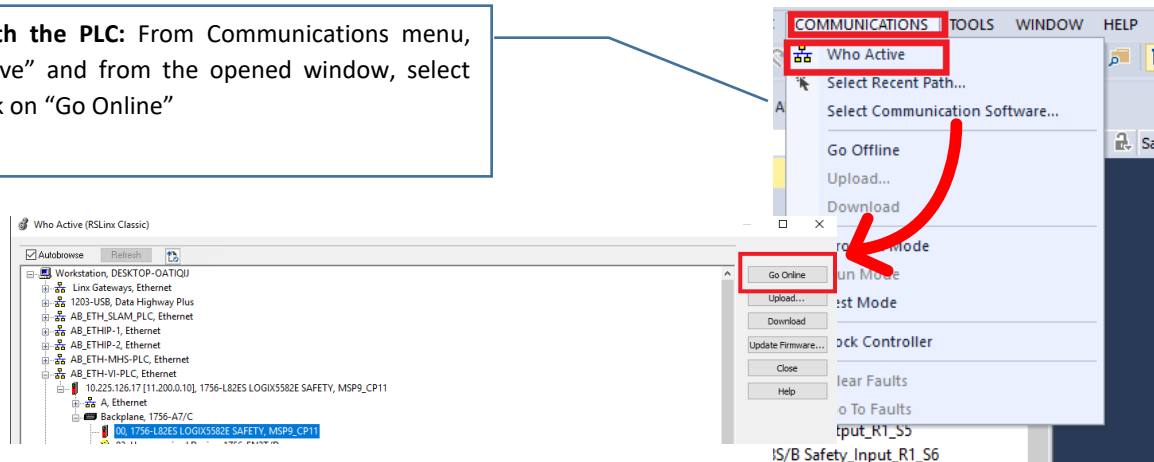 th the PLC: From Communications menu,
ve” and from the opened window, select
k on “Go Online”
COMMUNICATIONS TOOLS WINDOW HELP
Who Active
Select Recent Path...
Select Communication Software...
Go Offline
Upload...
Download
Mode
un Mode
est Mode
ock Controller
lear Faults
o To Faults
tput_R1_S5
3S/B Safety_Input_R1_S6
Who Active (RSLinx Classic)
Autobrowse Refresh
Workstation, DESKTOP-OATIQIJ
Linx Gateways, Ethernet
1203-USB, Data Highway Plus
AB_ETH_SLAM_PLC, Ethernet
AB_ETHIP-1, Ethernet
AB_ETHIP-2, Ethernet
AB_ETH-MHS-PLC, Ethernet
AB_ETH-VI-PLC, Ethernet
10.225.126.17 [11.200.0.10], 1756-L82ES LOGIX5582E SAFETY, MSP9_CP11
A, Ethernet
Backplane, 1756-A7/C
00, 1756-L82ES LOGIX5582E SAFETY, MSP9_CP11
Go Online
Upload...
Download
Update Firmware...
Close
Help